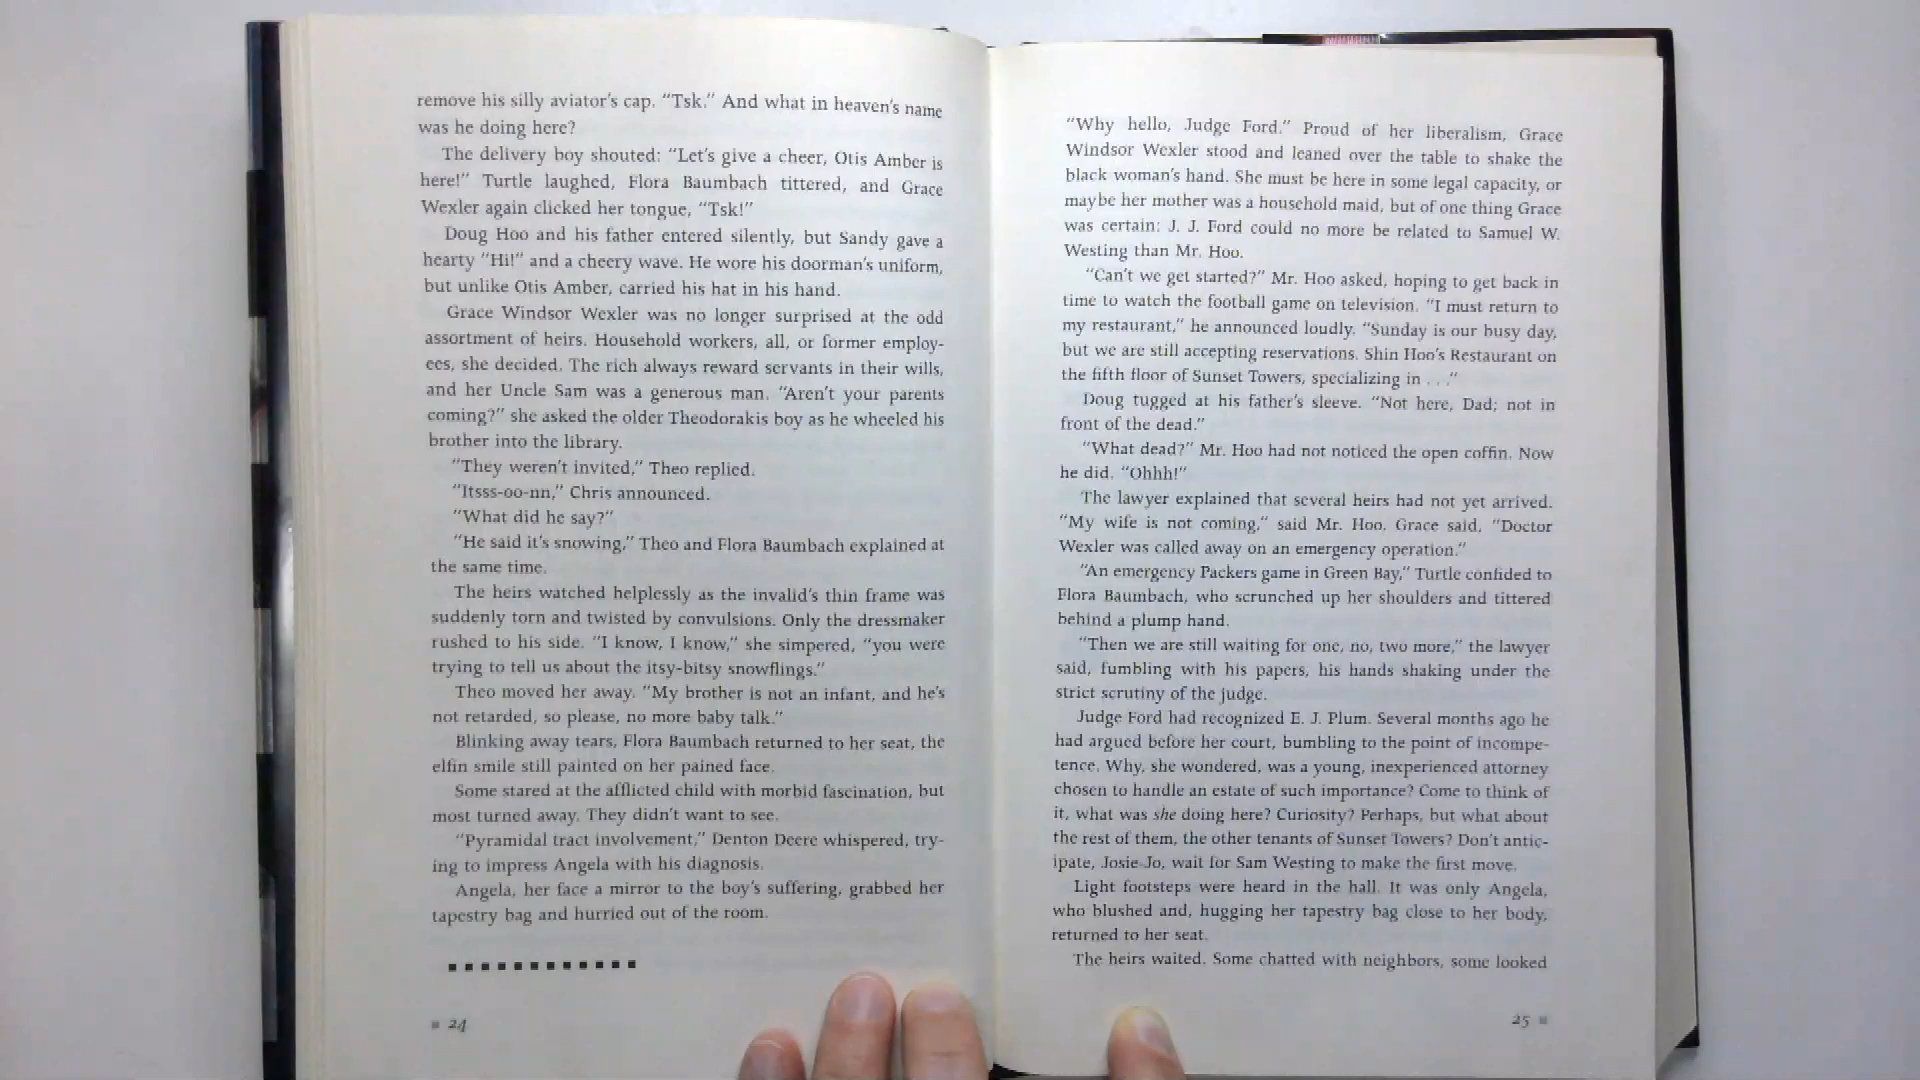 remove his silly aviator's cap. “Tsk.” And what in heaven's name
was he doing here?
The delivery boy shouted: “Let's give a cheer, Otis Amber is
here!” Turtle laughed, Flora Baumbach tittered, and Grace
Wexler again clicked her tongue, “Tsk!”
Doug Hoo and his father entered silently, but Sandy gave a
hearty “Hi!” and a cheery wave. He wore his doorman's uniform,
but unlike Otis Amber, carried his hat in his hand.
Grace Windsor Wexler was no longer surprised at the odd
assortment of heirs. Household workers, all, or former employ-
ees, she decided. The rich always reward servants in their wills,
and her Uncle Sam was a generous man. “Aren't your parents
coming?” she asked the older Theodorakis boy as he wheeled his
brother into the library.
“They weren't invited,” Theo replied.
“Itsss-oo-nn,” Chris announced.
“What did he say?”
“He said it's snowing,” Theo and Flora Baumbach explained at
the same time.
The heirs watched helplessly as the invalid's thin frame was
suddenly torn and twisted by convulsions. Only the dressmaker
rushed to his side. “I know, I know,” she simpered, “you were
trying to tell us about the itsy-bitsy snowflings.”
Theo moved her away. “My brother is not an infant, and he's
not retarded, so please, no more baby talk.”
Blinking away tears, Flora Baumbach returned to her seat, the
elfin smile still painted on her pained face.
Some stared at the afflicted child with morbid fascination, but
most turned away. They didn't want to see.
“Pyramidal tract involvement,” Denton Deere whispered, try-
ing to impress Angela with his diagnosis.
Angela, her face a mirror to the boy's suffering, grabbed her
tapestry bag and hurried out of the room.
24
“Why hello, Judge Ford.” Proud of her liberalism, Grace
Windsor Wexler stood and leaned over the table to shake the
black woman's hand. She must be here in some legal capacity, or
maybe her mother was a household maid, but of one thing Grace
was certain: J. J. Ford could no more be related to Samuel W.
Westing than Mr. Hoo.
“Can't we get started?” Mr. Hoo asked, hoping to get back in
time to watch the football game on television. “I must return to
my restaurant,” he announced loudly. “Sunday is our busy day,
but we are still accepting reservations. Shin Hoo's Restaurant on
the fifth floor of Sunset Towers, specializing in . . .”
Doug tugged at his father's sleeve. “Not here, Dad; not in
front of the dead.”
“What dead?” Mr. Hoo had not noticed the open coffin. Now
he did. “Ohhh!”
The lawyer explained that several heirs had not yet arrived.
“My wife is not coming,” said Mr. Hoo. Grace said, “Doctor
Wexler was called away on an emergency operation.”
“An emergency Packers game in Green Bay,” Turtle confided to
Flora Baumbach, who scrunched up her shoulders and tittered
behind a plump hand.
“Then we are still waiting for one, no, two more,” the lawyer
said, fumbling with his papers, his hands shaking under the
strict scrutiny of the judge.
Judge Ford had recognized E. J. Plum. Several months ago he
had argued before her court, bumbling to the point of incompe-
tence. Why, she wondered, was a young, inexperienced attorney
chosen to handle an estate of such importance? Come to think of
it, what was she doing here? Curiosity? Perhaps, but what about
the rest of them, the other tenants of Sunset Towers? Don't antic-
ipate, Josie-Jo, wait for Sam Westing to make the first move.
Light footsteps were heard in the hall. It was only Angela,
who blushed and, hugging her tapestry bag close to her body,
returned to her seat.
The heirs waited. Some chatted with neighbors, some looked
25